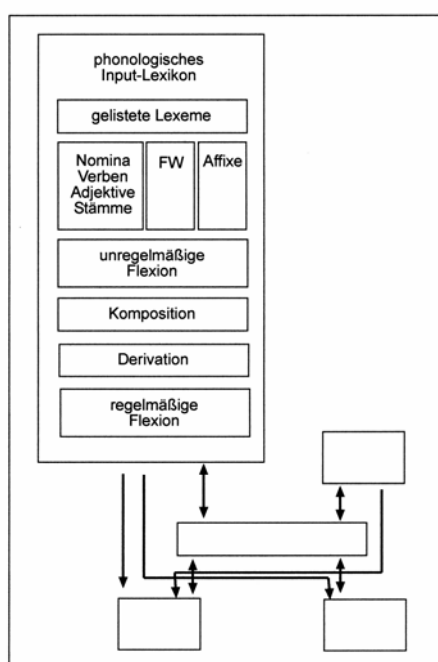 phonologisches
Input-Lexikon
gelistete Lexeme
Nomina
Verben
Adjektive
Stämme
FW
Affixe
unregelmäßige
Flexion
Komposition
Derivation
regelmäßige
Flexion